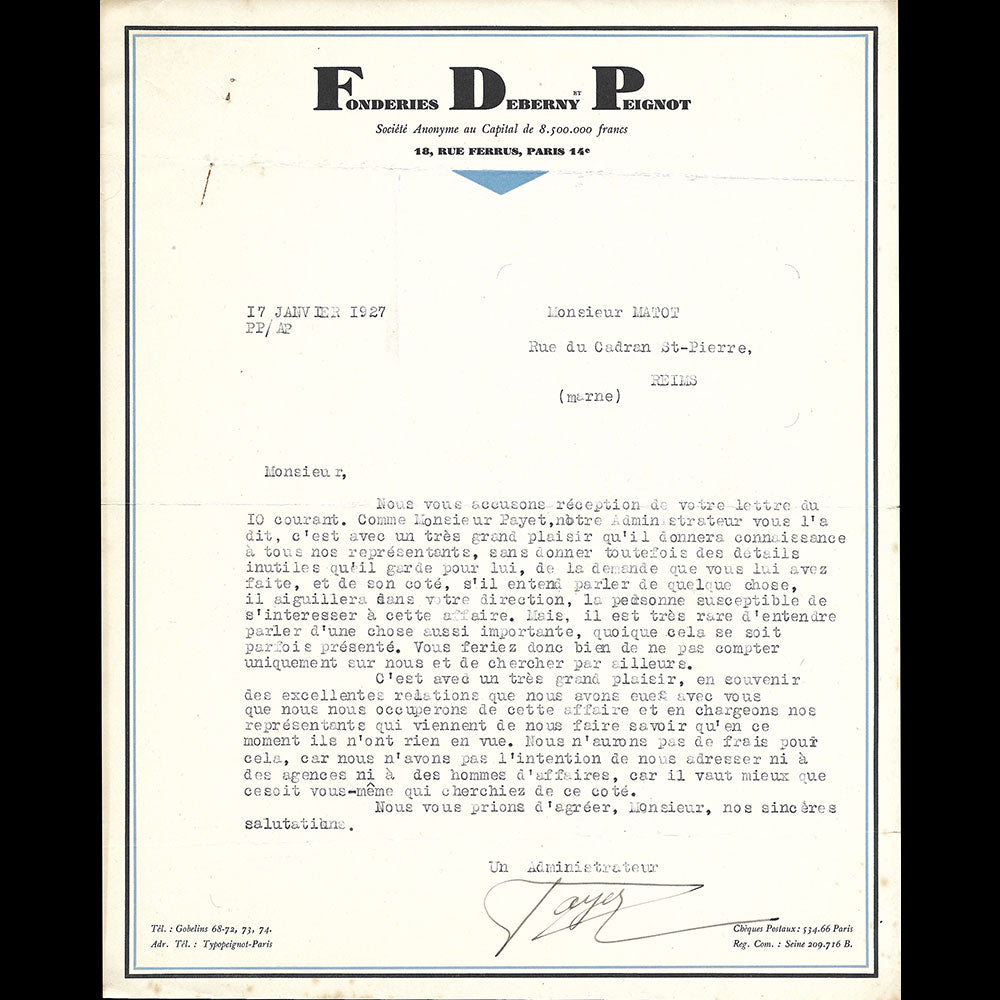 FONDERIES DEBERNY ET PEIGNOT
Société Anonyme au Capital de 8.500.000 francs
18, RUE FERRUS, PARIS 14e
I7 JANVIER I927
PP/AP
Monsieur MATOT
Rue du Cadran St-Pierre,
REIMS
(marne)
Monsieur,
Nous vous accusons réception de votre lettre du
IO courant. Comme Monsieur Payet,nòtre Administrateur vous l'a
dit, c'est avec un très grand plaisir qu'il donnera connaissance
à tous nos représentants, sans donner toutefois des détails
inutiles qu'il garde pour lui, de la demande que vous lui avez
faite, et de son coté, s'il entend parler de quelque chose,
il aiguillera dans votre direction, la personne susceptible de
s'interesser à cette affaire. Mais, il est très rare d'entendre
parler d'une chose aussi importante, quoique cela se soit
parfois présenté. Vous feriez donc bien de ne pas compter
uniquement sur nous et de chercher par ailleurs.
C'est avec un très grand plaisir, en souvenir
des excellentes relations que nous avons eues avec vous
que nous nous occuperons de cette affaire et en chargeons nos
représentants qui viennent de nous faire savoir qu'en ce
moment ils n'ont rien en vue. Nous n'aurons pas de frais pour
cela, car nous n'avons pas l'intention de nous adresser ni à
des agences ni à des hommes d'affaires, car il vaut mieux que
cesoit vous-même qui cherchiez de ce coté.
Nous vous prions d'agréer, Monsieur, nos sincères
salutations.
Un Administrateur
Payet
Tél. : Gobelins 68-72, 73, 74.
Adr. Tél. : Typopeignot-Paris
Chèques Postaux : 534.66 Paris
Reg. Com. : Seine 209.716 B.